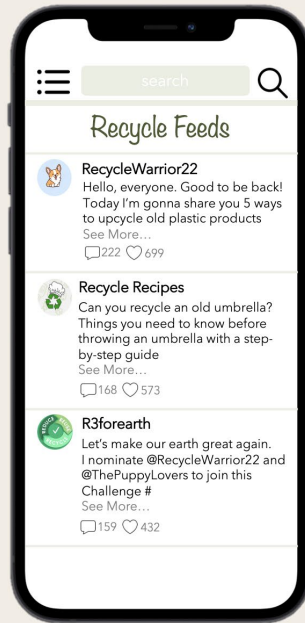 search
Recycle Feeds
RecycleWarrior22
Hello, everyone. Good to be back!
Today I'm gonna share you 5 ways
to upcycle old plastic products
See More...
222 699
Recycle Recipes
Can you recycle an old umbrella?
Things you need to know before
throwing an umbrella with a step-
by-step guide
See More...
168 573
R3forearth
Let's make our earth great again.
I nominate @RecycleWarrior22 and
@ThePuppyLovers to join this
Challenge #
See More...
159 432